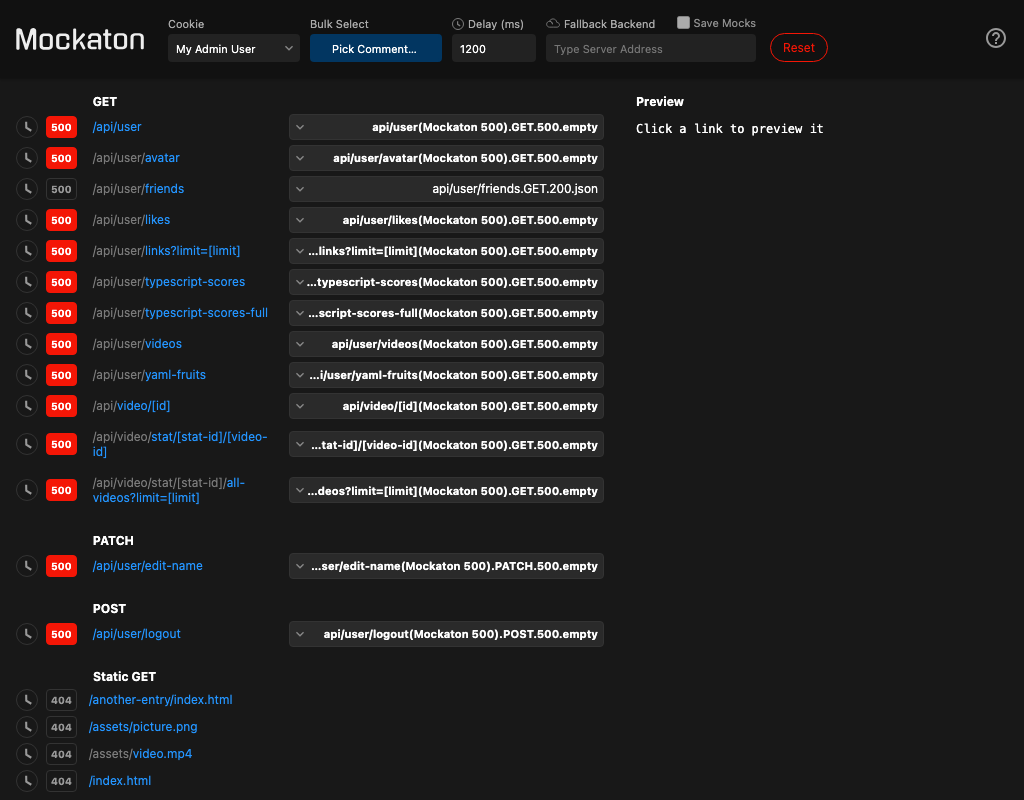 Mockaton
Cookie
My Admin User
Bulk Select
Pick Comment…
Delay (ms)
1200
Fallback Backend
Save Mocks
Type Server Address
Reset
?
GET
500 /api/user api/user(Mockaton 500).GET.500.empty
500 /api/user/avatar api/user/avatar(Mockaton 500).GET.500.empty
500 /api/user/friends api/user/friends.GET.200.json
500 /api/user/likes api/user/likes(Mockaton 500).GET.500.empty
500 /api/user/links?limit=[limit] …links?limit=[limit](Mockaton 500).GET.500.empty
500 /api/user/typescript-scores …typescript-scores(Mockaton 500).GET.500.empty
500 /api/user/typescript-scores-full …script-scores-full(Mockaton 500).GET.500.empty
500 /api/user/videos api/user/videos(Mockaton 500).GET.500.empty
500 /api/user/yaml-fruits …i/user/yaml-fruits(Mockaton 500).GET.500.empty
500 /api/video/[id] api/video/[id](Mockaton 500).GET.500.empty
500 /api/video/stat/[stat-id]/[video-
id] …tat-id]/[video-id](Mockaton 500).GET.500.empty
500 /api/video/stat/[stat-id]/all-
videos?limit=[limit] …deos?limit=[limit](Mockaton 500).GET.500.empty
PATCH
500 /api/user/edit-name …ser/edit-name(Mockaton 500).PATCH.500.empty
POST
500 /api/user/logout api/user/logout(Mockaton 500).POST.500.empty
Static GET
404 /another-entry/index.html
404 /assets/picture.png
404 /assets/video.mp4
404 /index.html
Preview
Click a link to preview it